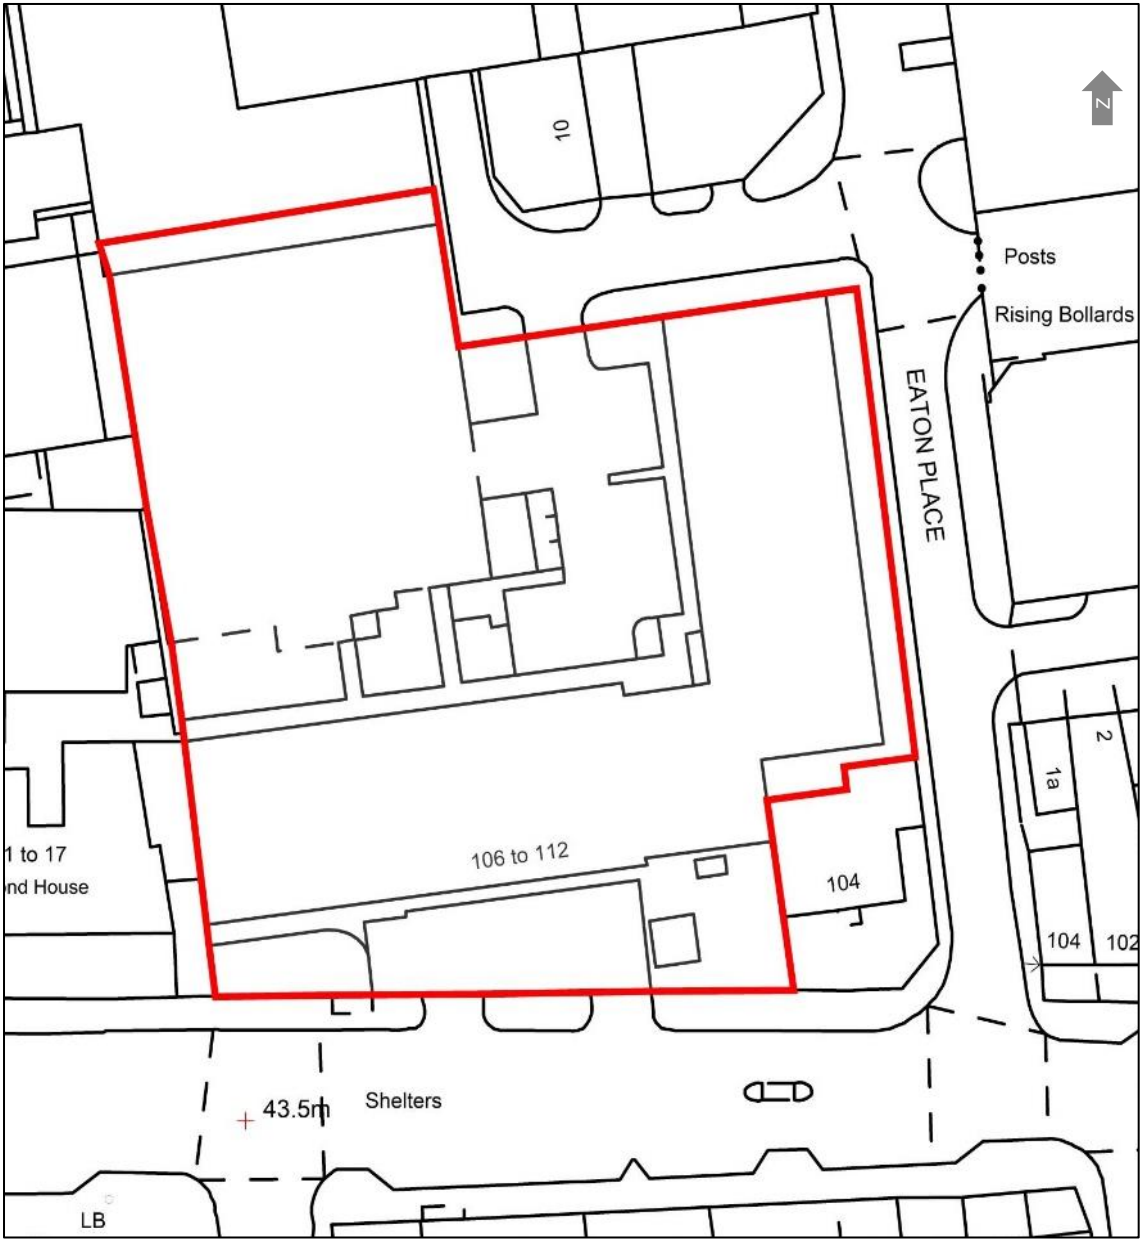 N
10
Posts
Rising Bollards
EATON PLACE
2
1a
106 to 112
1 to 17
nd House
104
104
102
43.5m
Shelters
LB